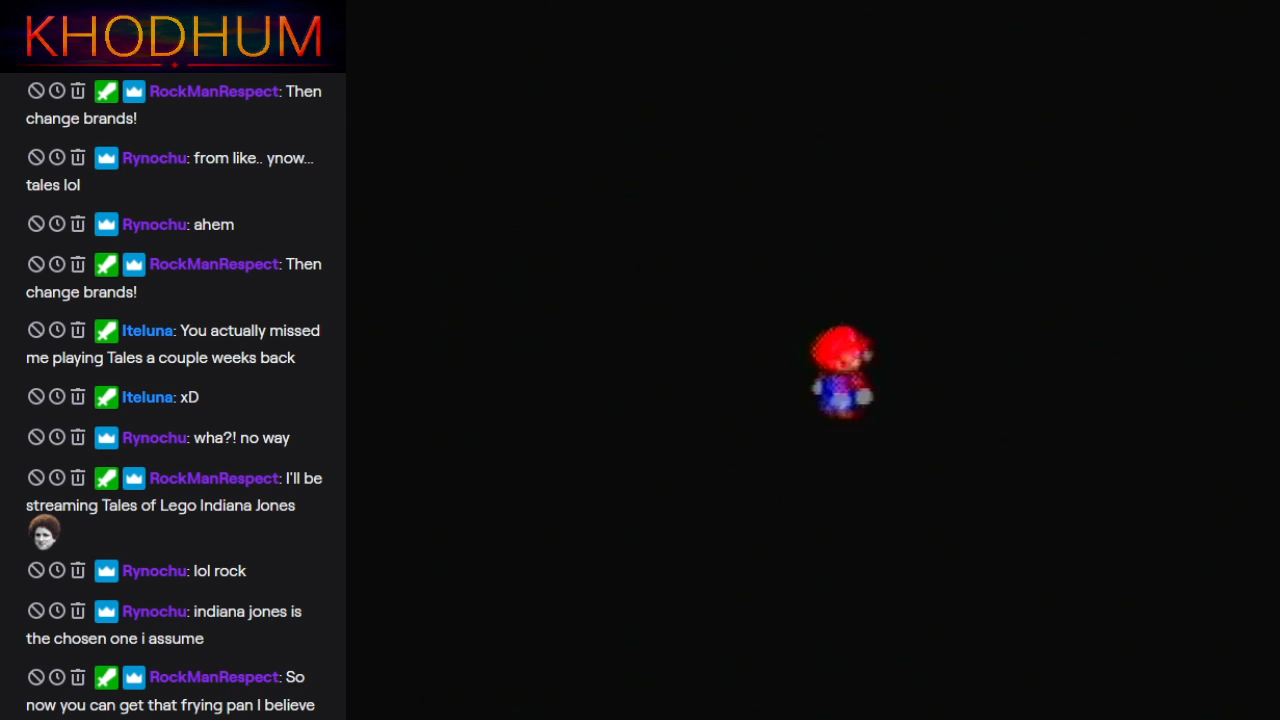 KHODHUM
RockManRespect: Then
change brands!
Rynochu: from like.. ynow...
tales lol
Rynochu: ahem
RockManRespect: Then
change brands!
Iteluna: You actually missed
me playing Tales a couple weeks back
Iteluna: xD
Rynochu: wha?! no way
RockManRespect: I'll be
streaming Tales of Lego Indiana Jones
Rynochu: lol rock
Rynochu: indiana jones is
the chosen one i assume
RockManRespect: So
now you can get that frying pan I believe